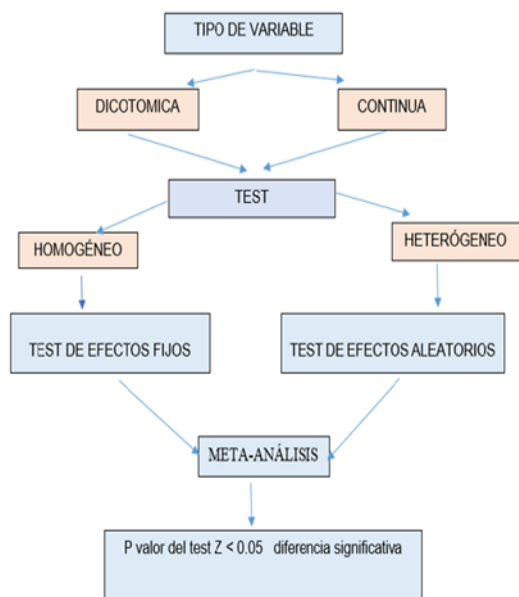 TIPO DE VARIABLE
DICOTOMICA
CONTINUA
TEST
HOMOGÉNEO
HETERÓGENEO
TEST DE EFECTOS FIJOS
TEST DE EFECTOS ALEATORIOS
META-ANÁLISIS
P valor del test Z < 0.05 diferencia significativa